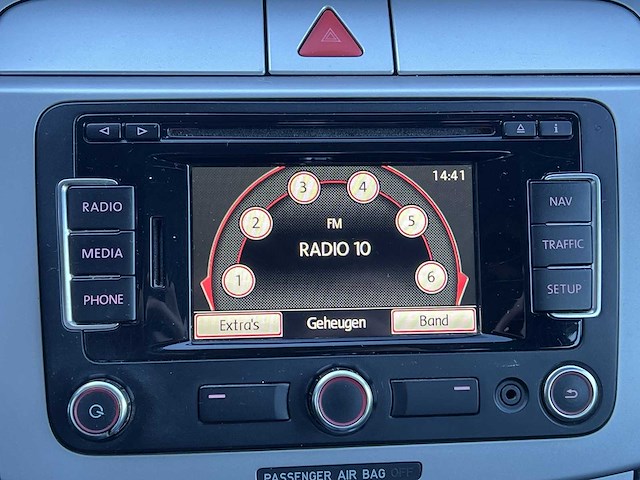 i
14:41
3 4
2 5
1 6
FM
RADIO 10
RADIO
MEDIA
PHONE
NAV
TRAFFIC
SETUP
Extra's Geheugen Band
PASSENGER AIR BAG OFF